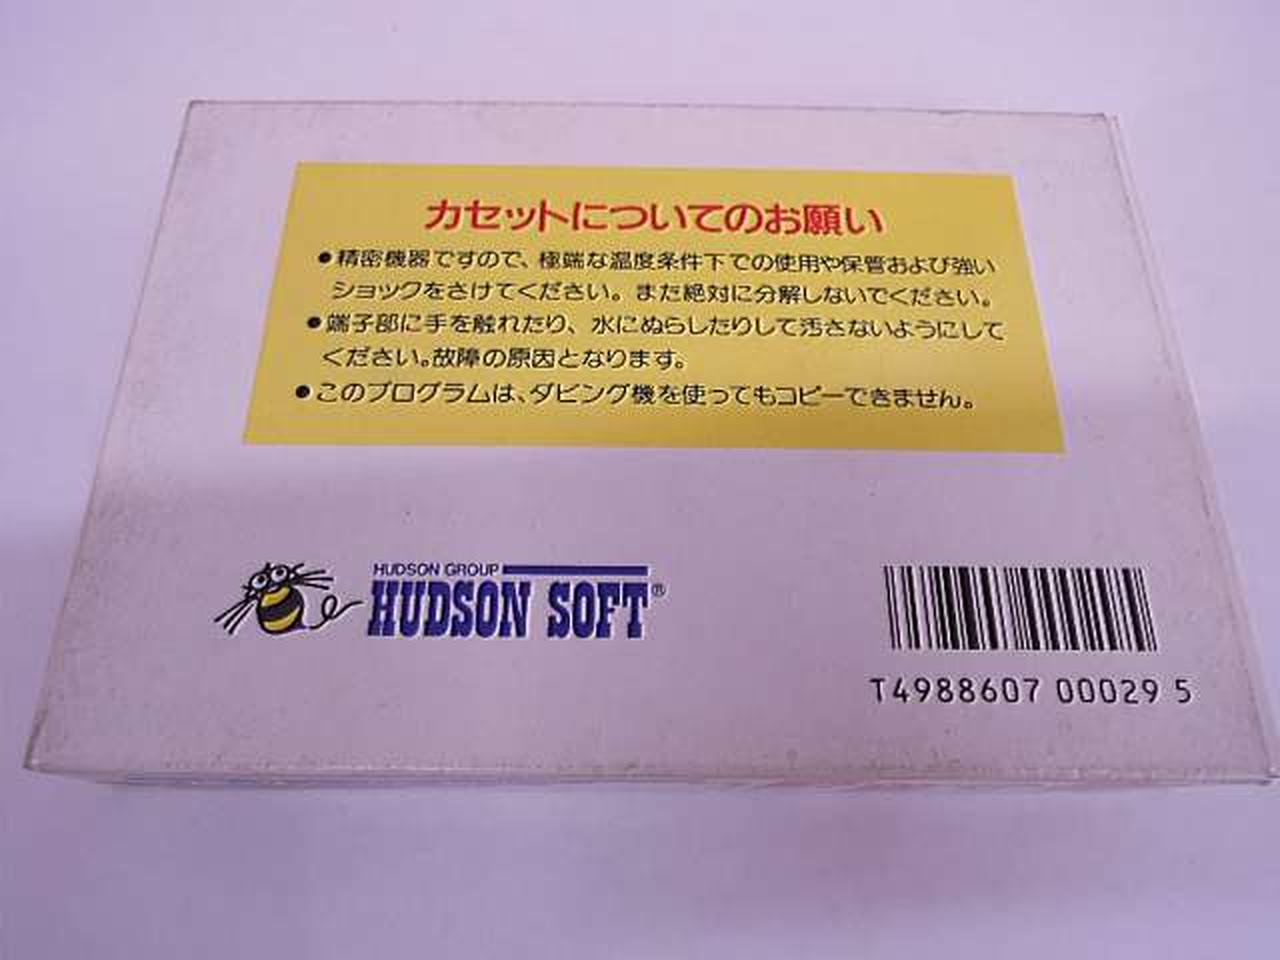 カセットについてのお願い
●精密機器ですので、極端な温度条件下での使用や保管および強い
ショックをさけてください。また絶対に分解しないでください。
●端子部に手を触れたり、水にぬらしたりして汚さないようにして
ください。故障の原因となります。
●このプログラムは、ダビング機を使ってもコピーできません。
HUDSON GROUP
HUDSON SOFT®
T4988607 00029 5